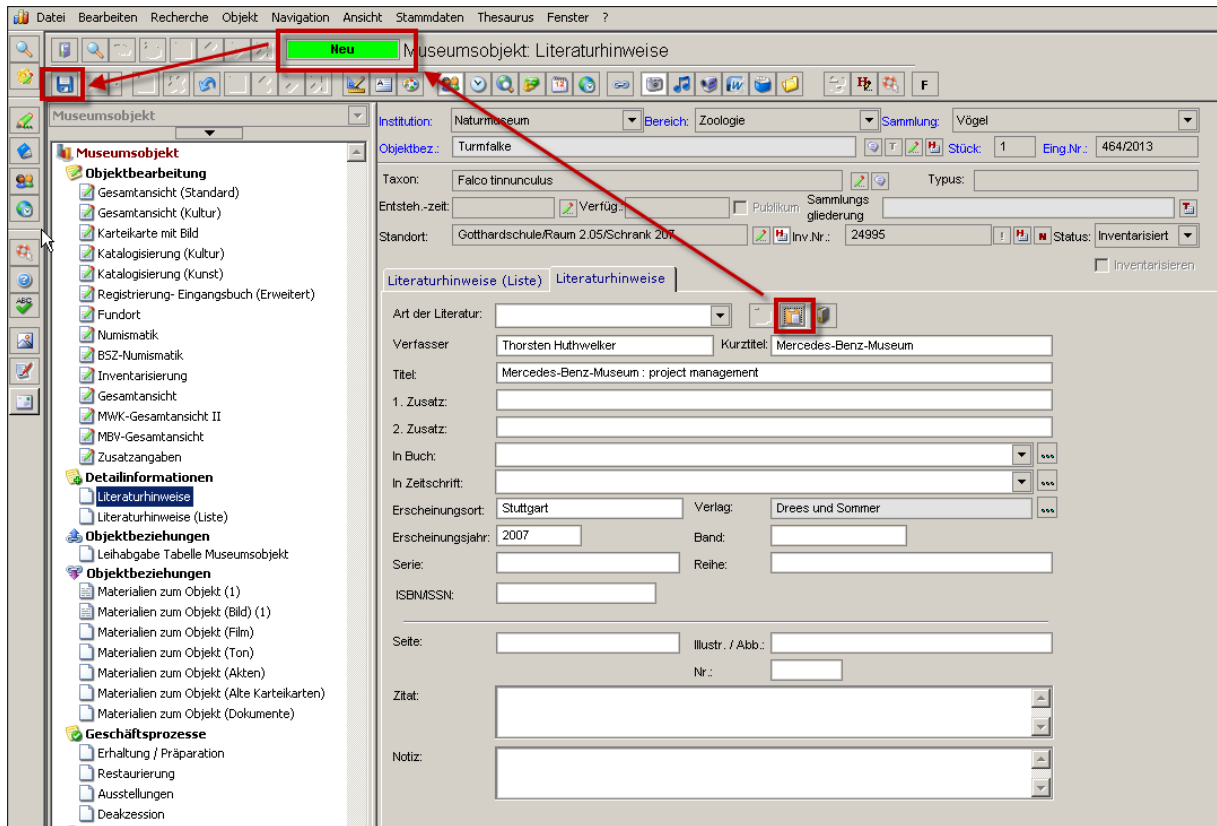 Datei Bearbeiten Recherche Objekt Navigation Ansicht Stammdaten Thesaurus Fenster ?
Neu Museumsobjekt: Literaturhinweise
F
Museumsobjekt
Museumsobjekt
Objektbearbeitung
Gesamtansicht (Standard)
Gesamtansicht (Kultur)
Karteikarte mit Bild
Katalogisierung (Kultur)
Katalogisierung (Kunst)
Registrierung- Eingangsbuch (Erweitert)
Fundort
Numismatik
BSZ-Numismatik
Inventarisierung
Gesamtansicht
MWK-Gesamtansicht II
MBV-Gesamtansicht
Zusatzangaben
Detailinformationen
Literaturhinweise
Literaturhinweise (Liste)
Objektbeziehungen
Leihabgabe Tabelle Museumsobjekt
Objektbeziehungen
Materialien zum Objekt (1)
Materialien zum Objekt (Bild) (1)
Materialien zum Objekt (Film)
Materialien zum Objekt (Ton)
Materialien zum Objekt (Akten)
Materialien zum Objekt (Alte Karteikarten)
Materialien zum Objekt (Dokumente)
Geschäftsprozesse
Erhaltung / Präparation
Restaurierung
Ausstellungen
Deakzession
Institution: Naturmuseum Bereich: Zoologie Sammlung: Vögel
Objektbez.: Turmfalke Stück: 1 Eing.Nr.: 464/2013
Taxon: Falco tinnunculus Typus:
Entsteh.-zeit: Verfüg.: Publikum Sammlungs
gliederung
Standort: Gotthardschule/Raum 2.05/Schrank 207 Inv.Nr.: 24995 Status: Inventarisiert
Inventarisieren
Literaturhinweise (Liste) Literaturhinweise
Art der Literatur:
Verfasser Thorsten Huthwelker Kurztitel: Mercedes-Benz-Museum
Titel: Mercedes-Benz-Museum : project management
1. Zusatz:
2. Zusatz:
In Buch:
In Zeitschrift:
Erscheinungsort: Stuttgart Verlag: Drees und Sommer
Erscheinungsjahr: 2007 Band:
Serie: Reihe:
ISBN/ISSN:
Seite: Illustr. / Abb.:
Nr.:
Zitat:
Notiz: